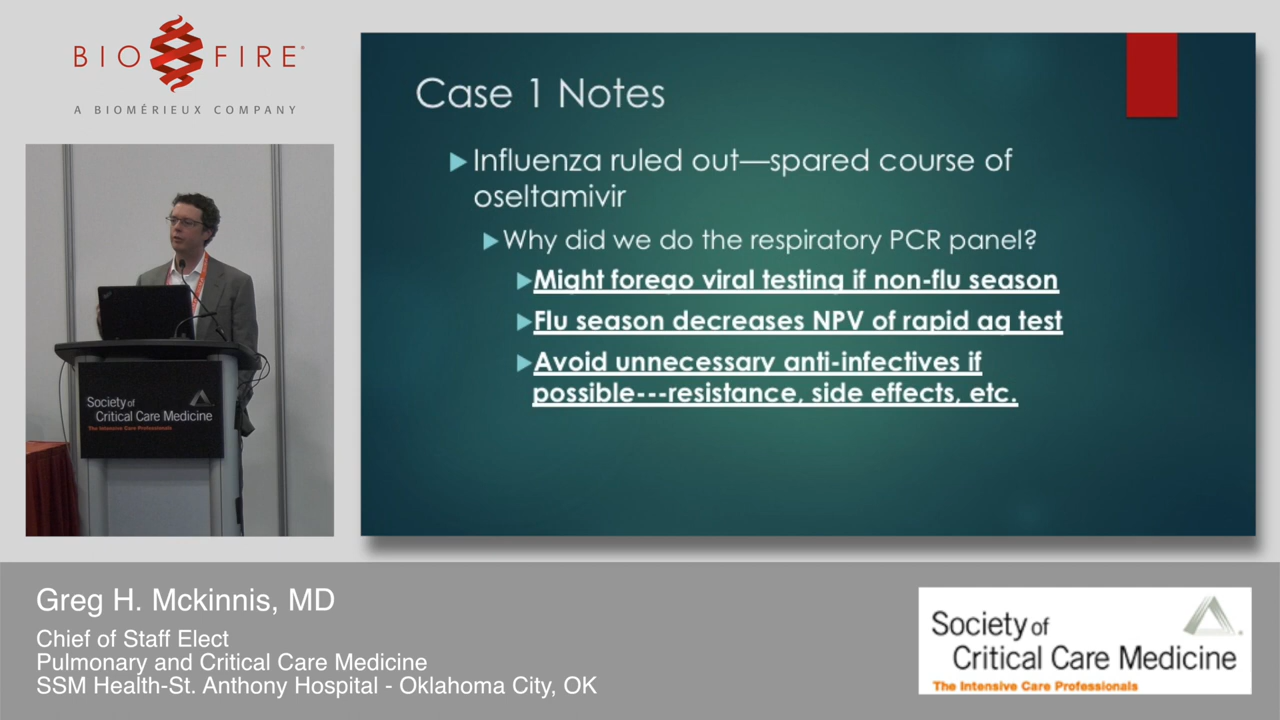 BIO FIRE
A BIOMÉRIEUX COMPANY
Case 1 Notes
Influenza ruled out—spared course of
oseltamivir
Why did we do the respiratory PCR panel?
Might forego viral testing if non-flu season
Flu season decreases NPV of rapid ag test
Avoid unnecessary anti-infectives if
possible---resistance, side effects, etc.
Society of
Critical Care Medicine
The Intensive Care Professionals
Greg H. Mckinnis, MD
Chief of Staff Elect
Pulmonary and Critical Care Medicine
SSM Health-St. Anthony Hospital - Oklahoma City, OK
Society of
Critical Care Medicine
The Intensive Care Professionals